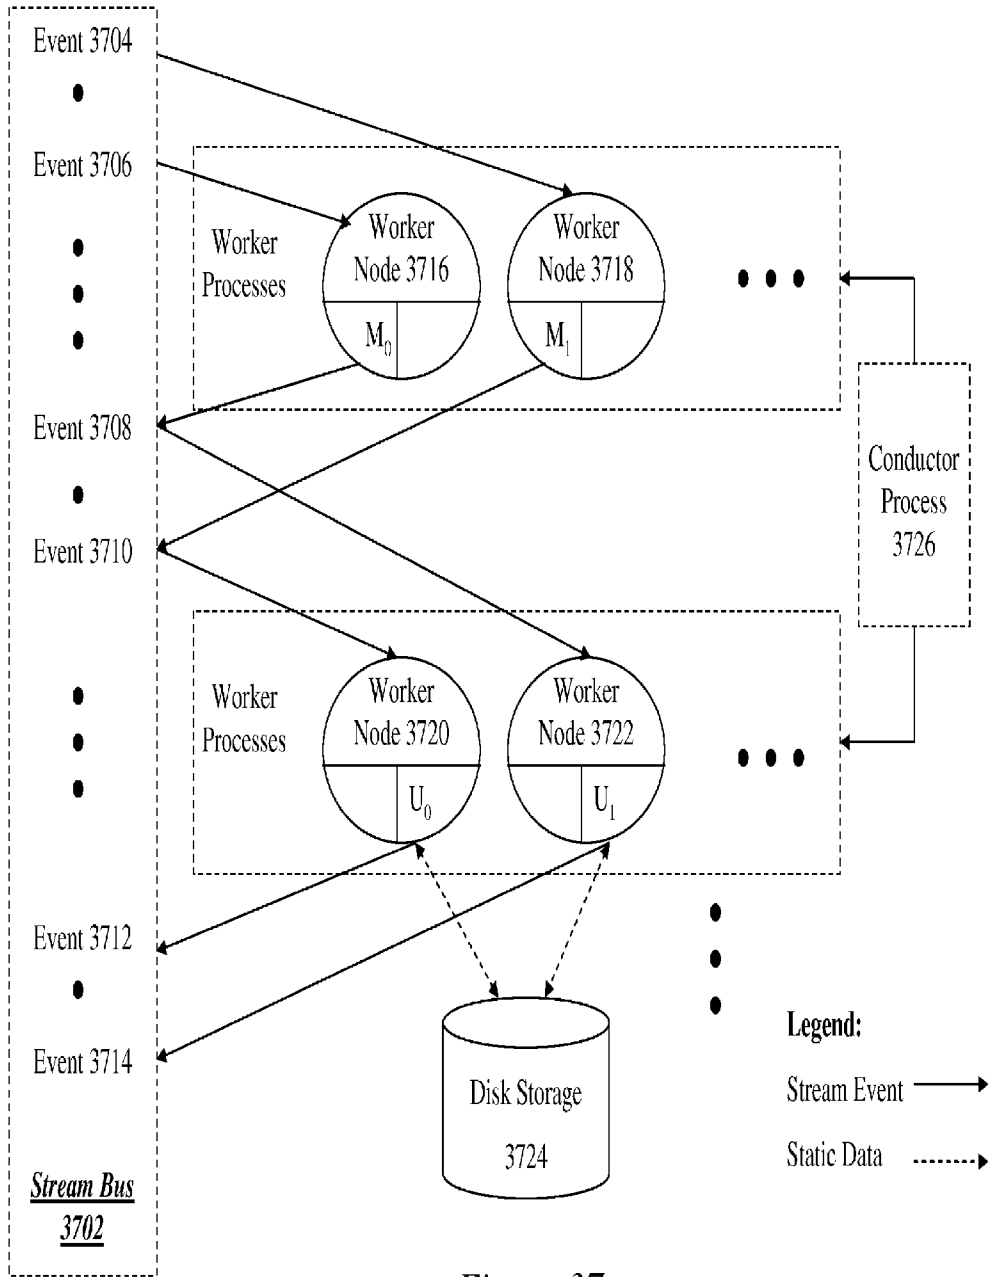 Event 3704
Event 3706
Worker
Processes
Worker
Node 3716
M0
Worker
Node 3718
M1
Event 3708
Event 3710
Conductor
Process
3726
Worker
Processes
Worker
Node 3720
U0
Worker
Node 3722
U1
Event 3712
Event 3714
Disk Storage
3724
Legend:
Stream Event
Static Data
Stream Bus
3702